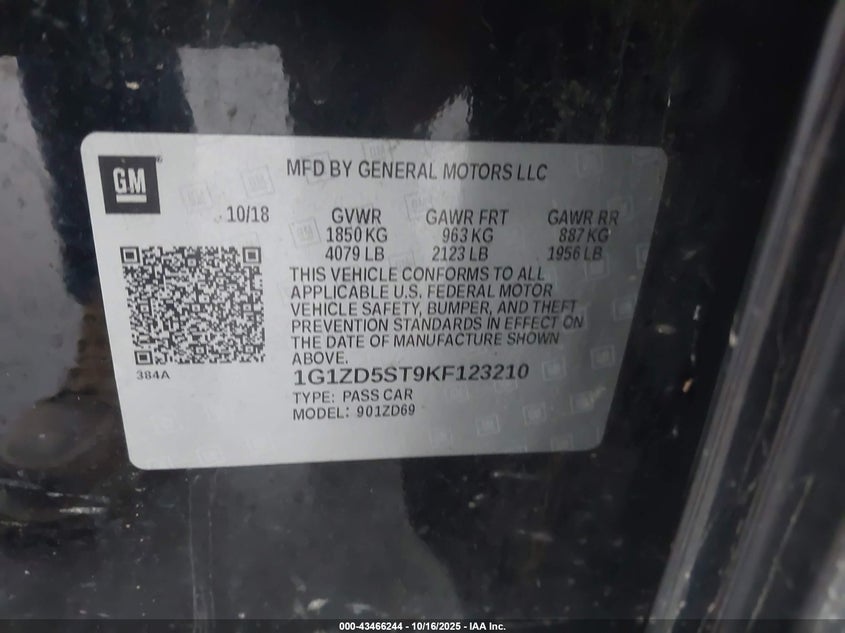 GM
MFD BY GENERAL MOTORS LLC
10/18 GVWR GAWR FRT GAWR RR
1850 KG 963 KG 887 KG
4079 LB 2123 LB 1956 LB
THIS VEHICLE CONFORMS TO ALL
APPLICABLE U.S. FEDERAL MOTOR
VEHICLE SAFETY, BUMPER, AND THEFT
PREVENTION STANDARDS IN EFFECT ON
THE DATE OF MANUFACTURE SHOWN
ABOVE.
384A
1G1ZD5ST9KF123210
TYPE: PASS CAR
MODEL: 901ZD69
000-43466244 - 10/16/2025 - IAA Inc.